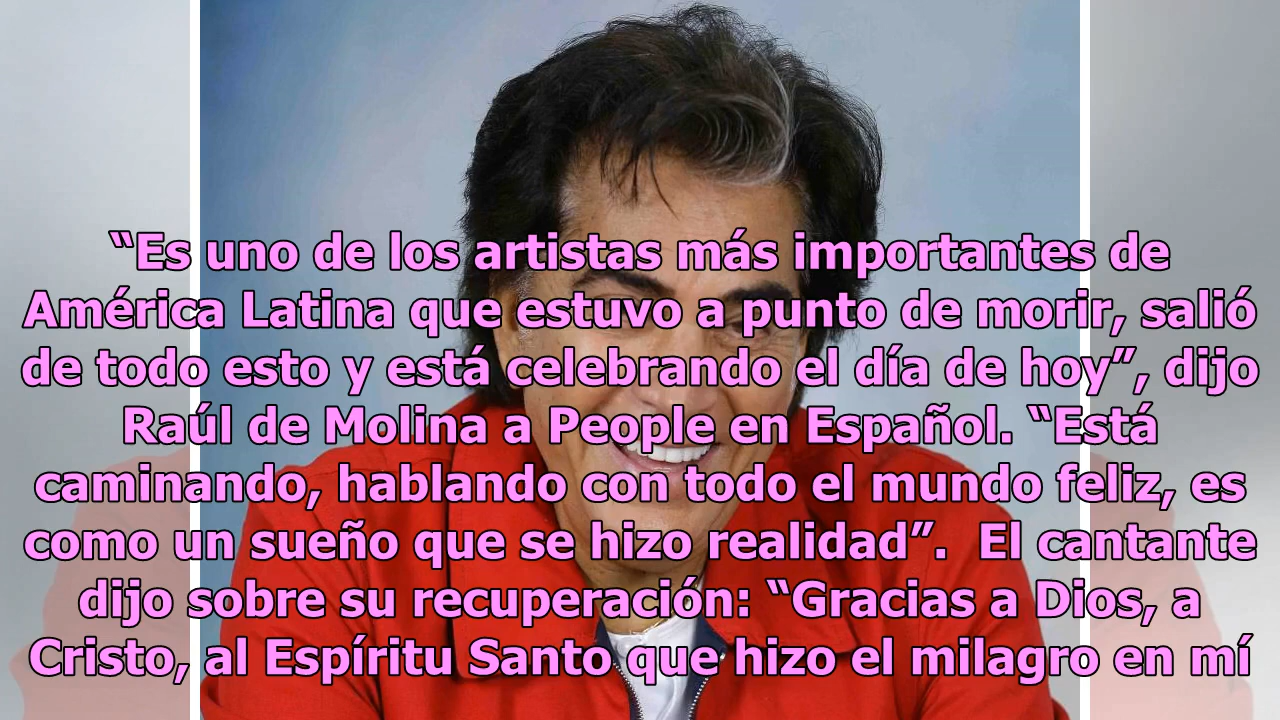 “Es uno de los artistas más importantes de
América Latina que estuvo a punto de morir, salió
de todo esto y está celebrando el día de hoy”, dijo
Raúl de Molina a People en Español. “Está
caminando, hablando con todo el mundo feliz, es
como un sueño que se hizo realidad”.  El cantante
dijo sobre su recuperación: “Gracias a Dios, a
Cristo, al Espíritu Santo que hizo el milagro en mí